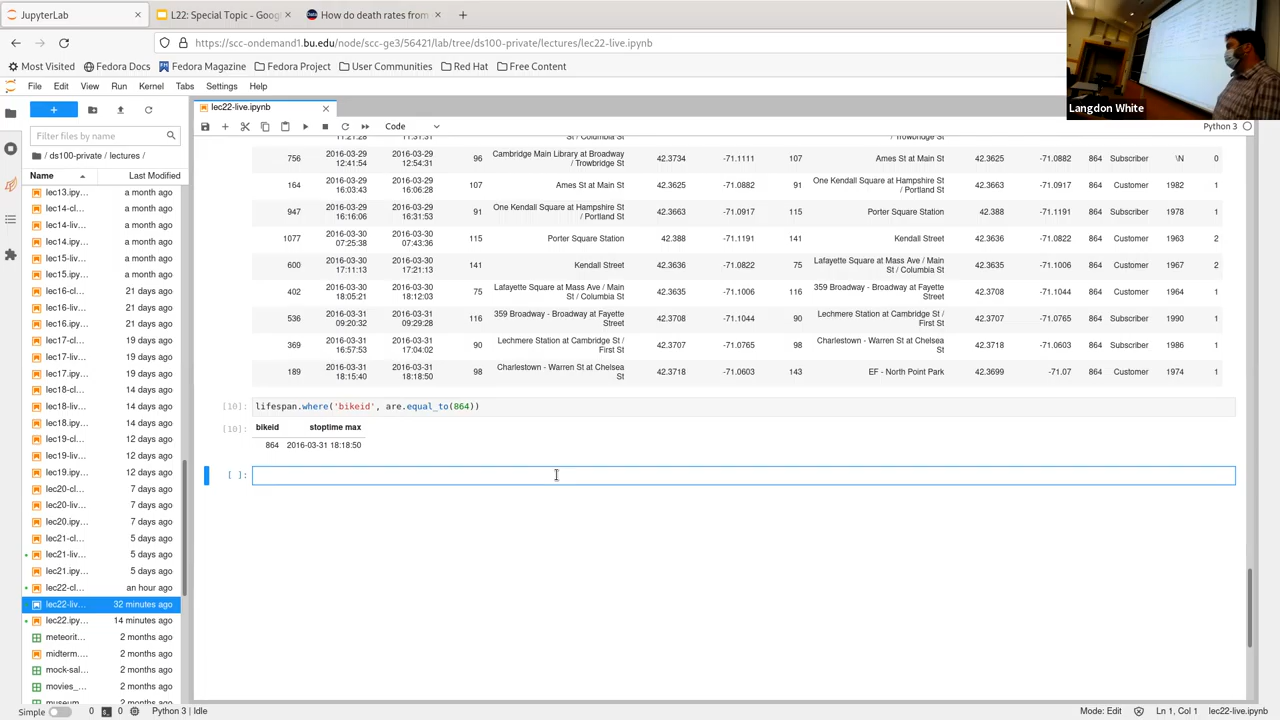 JupyterLab
L22: Special Topic - Goog
Data
How do death rates from
https://scc-ondemand1.bu.edu/node/scc-ge3/56421/lab/tree/ds100-private/lectures/lec22-live.ipynb
Most Visited Fedora Docs Fedora Magazine Fedora Project User Communities Red Hat Free Content
Langdon White
File Edit View Run Kernel Tabs Settings Help
lec22-live.ipynb
Filter files by name
/ ds100-private / lectures /
Name Last Modified
lec13.ipy... a month ago
lec14-cl... a month ago
lec14-liv... a month ago
lec14.ipy... a month ago
lec15-liv... a month ago
lec15.ipy... a month ago
lec16-cl... 21 days ago
lec16-liv... 21 days ago
lec16.ipy... 21 days ago
lec17-cl... 19 days ago
lec17-liv... 19 days ago
lec17.ipy... 19 days ago
lec18-cl... 14 days ago
lec18-liv... 14 days ago
lec18.ipy... 14 days ago
lec19-cl... 12 days ago
lec19-liv... 12 days ago
lec19.ipy... 12 days ago
lec20-cl... 7 days ago
lec20-liv... 7 days ago
lec20.ipy... 7 days ago
lec21-cl... 5 days ago
lec21-liv... 5 days ago
lec21.ipy... 5 days ago
lec22-cl... an hour ago
lec22-liv... 32 minutes ago
lec22.ipy... 14 minutes ago
meteorit... 2 months ago
midterm.... 2 months ago
mock-sal... 2 months ago
movies_... 2 months ago
museum 2 months ago
Code
Python 3
11:21:28 11:31:31 St / Columbia St / Trowbridge St
756 2016-03-29 12:41:54 2016-03-29 12:54:31 96 Cambridge Main Library at Broadway / Trowbridge St 42.3734 -71.1111 107 Ames St at Main St 42.3625 -71.0882 864 Subscriber \N 0
164 2016-03-29 16:03:43 2016-03-29 16:06:28 107 Ames St at Main St 42.3625 -71.0882 91 One Kendall Square at Hampshire St / Portland St 42.3663 -71.0917 864 Customer 1982 1
947 2016-03-29 16:16:06 2016-03-29 16:31:53 91 One Kendall Square at Hampshire St / Portland St 42.3663 -71.0917 115 Porter Square Station 42.388 -71.1191 864 Subscriber 1978 1
1077 2016-03-30 07:25:38 2016-03-30 07:43:36 115 Porter Square Station 42.388 -71.1191 141 Kendall Street 42.3636 -71.0822 864 Customer 1963 2
600 2016-03-30 17:11:13 2016-03-30 17:21:13 141 Kendall Street 42.3636 -71.0822 75 Lafayette Square at Mass Ave / Main St / Columbia St 42.3635 -71.1006 864 Customer 1967 2
402 2016-03-30 18:05:21 2016-03-30 18:12:03 75 Lafayette Square at Mass Ave / Main St / Columbia St 42.3635 -71.1006 116 359 Broadway - Broadway at Fayette Street 42.3708 -71.1044 864 Customer 1964 1
536 2016-03-31 09:20:32 2016-03-31 09:29:28 116 359 Broadway - Broadway at Fayette Street 42.3708 -71.1044 90 Lechmere Station at Cambridge St / First St 42.3707 -71.0765 864 Subscriber 1990 1
369 2016-03-31 16:57:53 2016-03-31 17:04:02 90 Lechmere Station at Cambridge St / First St 42.3707 -71.0765 98 Charlestown - Warren St at Chelsea St 42.3718 -71.0603 864 Subscriber 1986 1
189 2016-03-31 18:15:40 2016-03-31 18:18:50 98 Charlestown - Warren St at Chelsea St 42.3718 -71.0603 143 EF - North Point Park 42.3699 -71.07 864 Customer 1974 1
[10]: lifespan.where('bikeid', are.equal_to(864))
[10]: bikeid stoptime max
864 2016-03-31 18:18:50
[ ]:
Simple 0 0 Python 3 | Idle Mode: Edit Ln 1, Col 1 lec22-live.ipynb